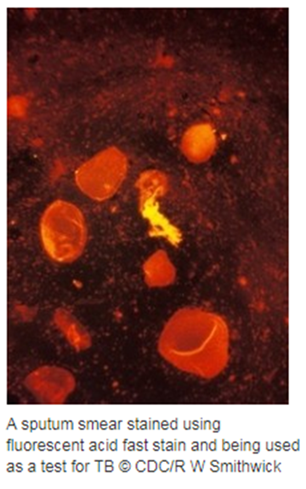 A sputum smear stained using
fluorescent acid fast stain and being used
as a test for TB © CDC/R W Smithwick